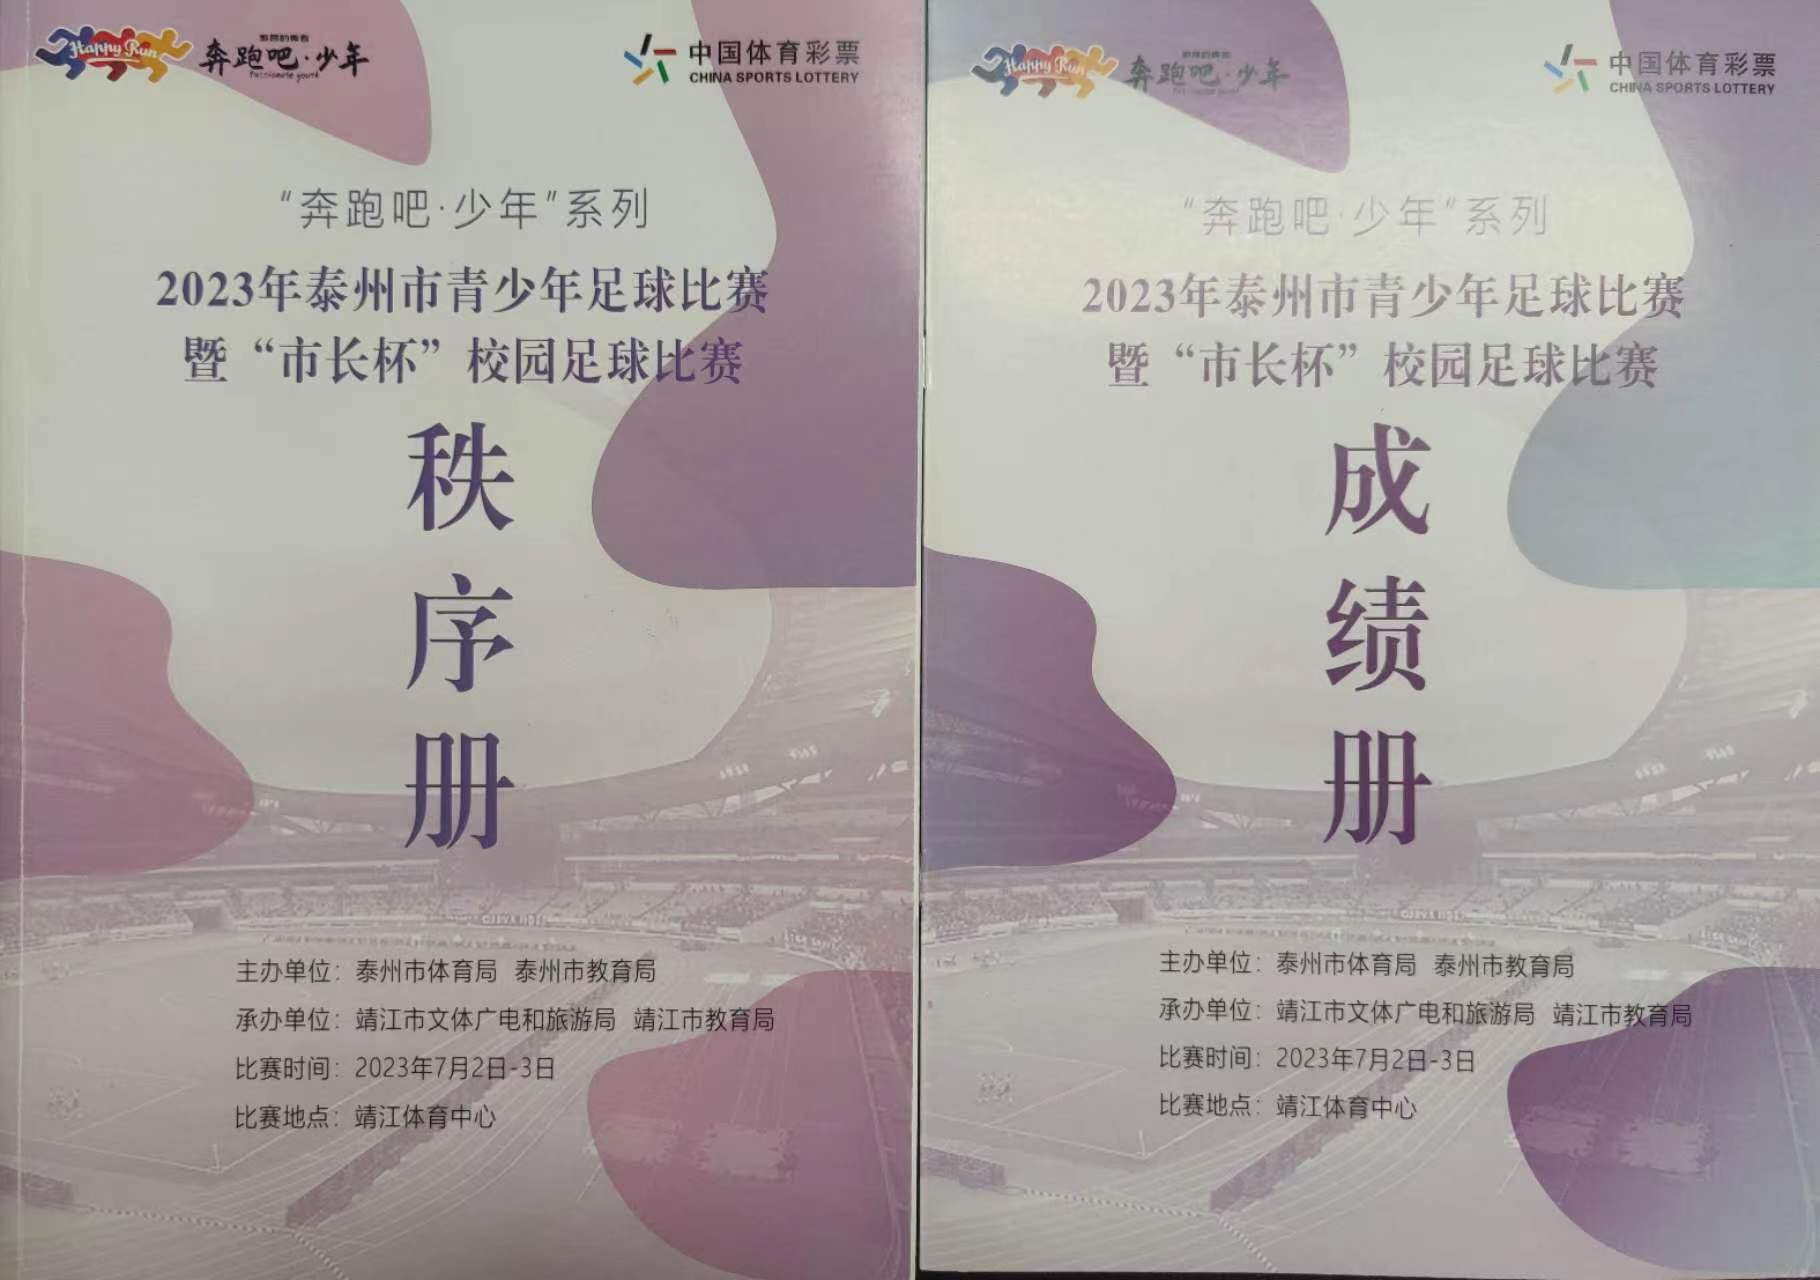 Happy Run
奔跑吧·少年
Passionate youth
中国体育彩票
CHINA SPORTS LOTTERY
“奔跑吧·少年”系列
2023年泰州市青少年足球比赛
暨“市长杯”校园足球比赛
秩
序
册
主办单位：泰州市体育局 泰州市教育局
承办单位：靖江市文体广电和旅游局 靖江市教育局
比赛时间：2023年7月2日-3日
比赛地点：靖江体育中心
Happy Run
奔跑吧·少年
中国体育彩票
CHINA SPORTS LOTTERY
“奔跑吧·少年”系列
2023年泰州市青少年足球比赛
暨“市长杯”校园足球比赛
成
绩
册
主办单位：泰州市体育局 泰州市教育局
承办单位：靖江市文体广电和旅游局 靖江市教育局
比赛时间：2023年7月2日-3日
比赛地点：靖江体育中心